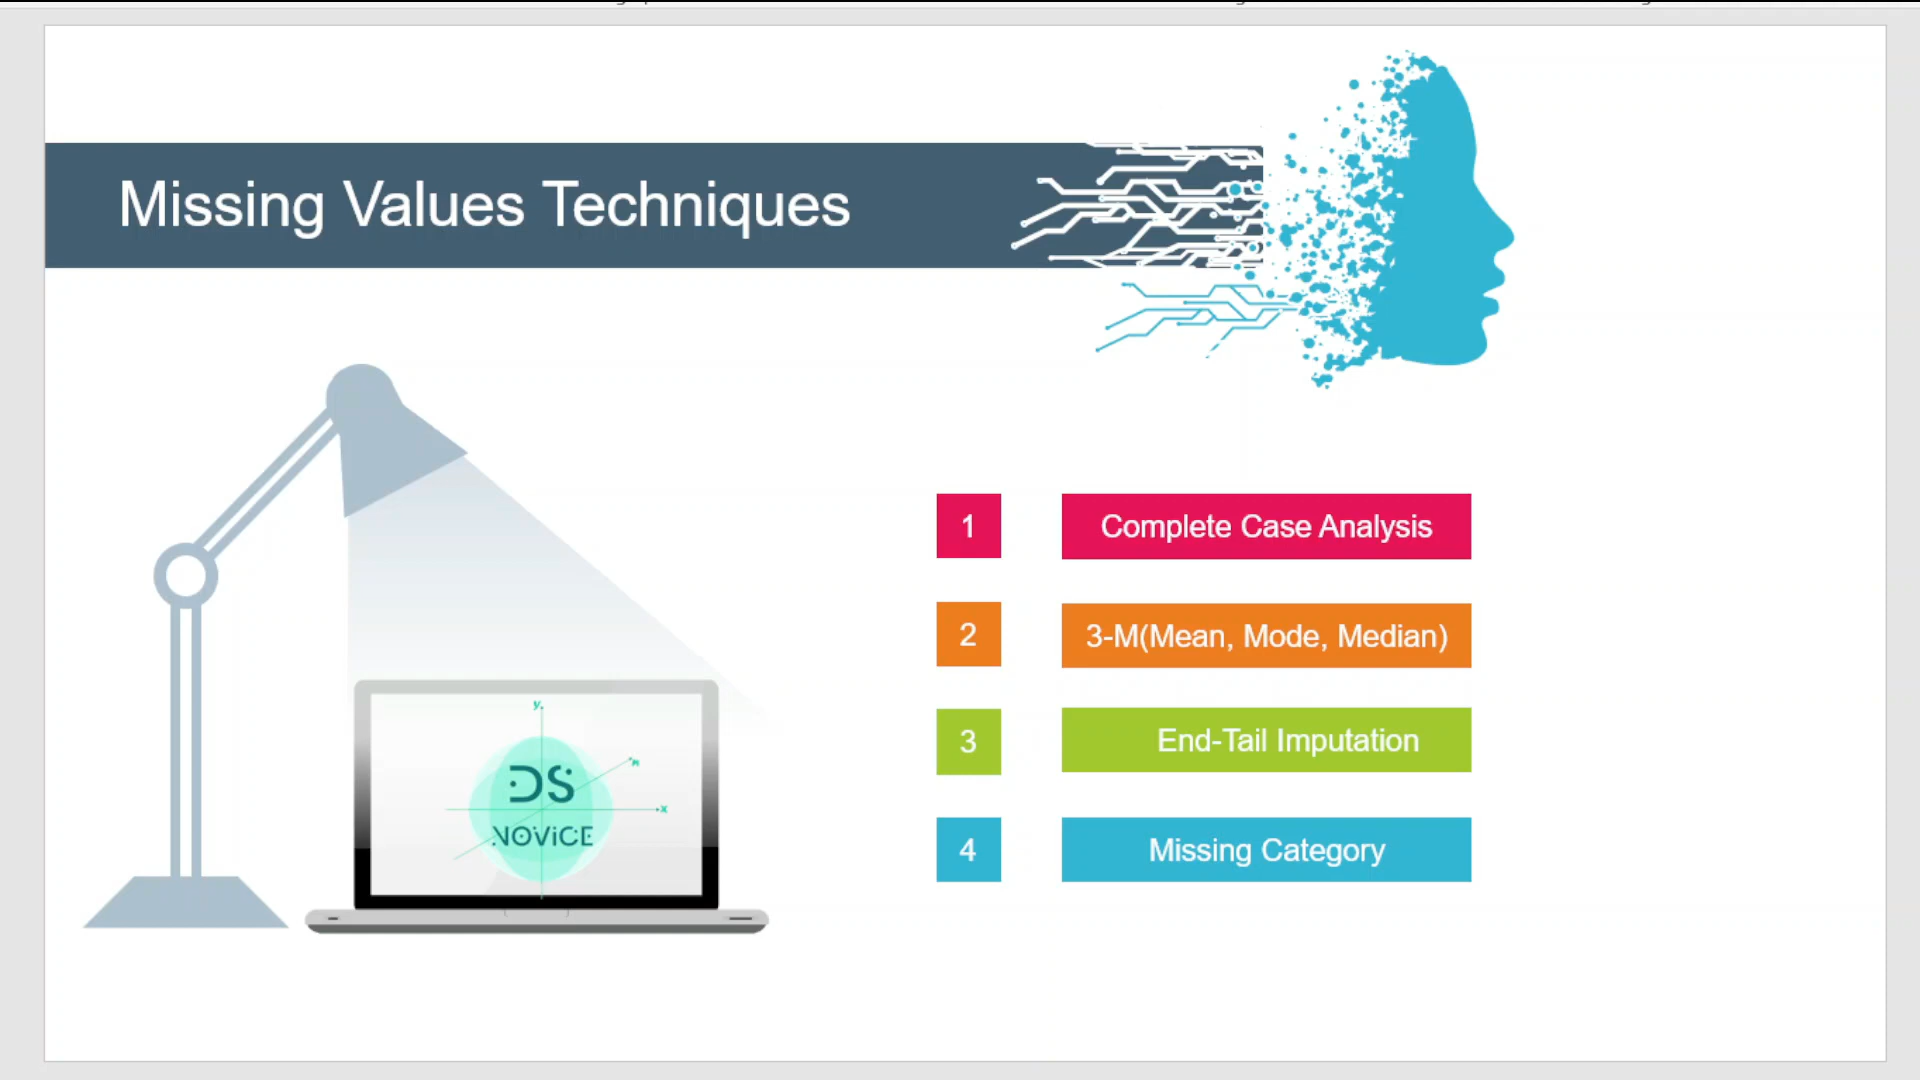 Missing Values Techniques
1 Complete Case Analysis
2 3-M(Mean, Mode, Median)
3 End-Tail Imputation
4 Missing Category
y
x
DS
NOViCE